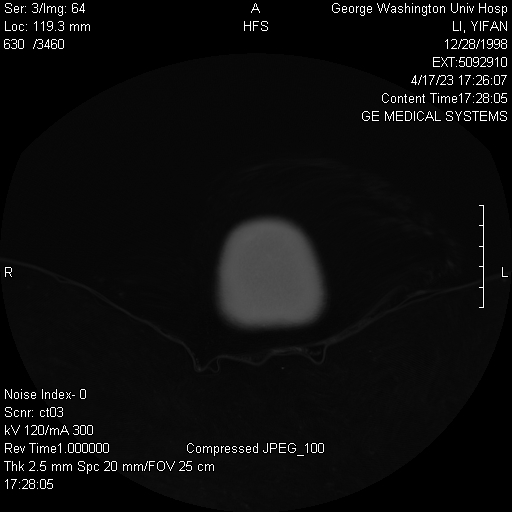 Ser: 3/Img: 64
Loc: 119.3 mm
630 /3460
A
HFS
George Washington Univ Hosp
LI, YIFAN
12/28/1998
EXT:5092910
4/17/23 17:26:07
Content Time17:28:05
GE MEDICAL SYSTEMS
R
L
Noise Index- 0
Scnr: ct03
kV 120/mA 300
Rev Time1.000000
Compressed JPEG_100
Thk 2.5 mm Spc 20 mm/FOV 25 cm
17:28:05